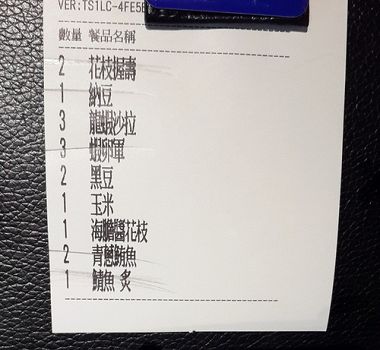 VER:TS1LC-4FE5
數量 餐品名稱
2 花枝握壽
1 納豆
3 龍蝦沙拉
3 蝦卵軍
2 黑豆
1 玉米
1 海膽醬花枝
2 青蔥鮪魚
1 鯖魚 炙